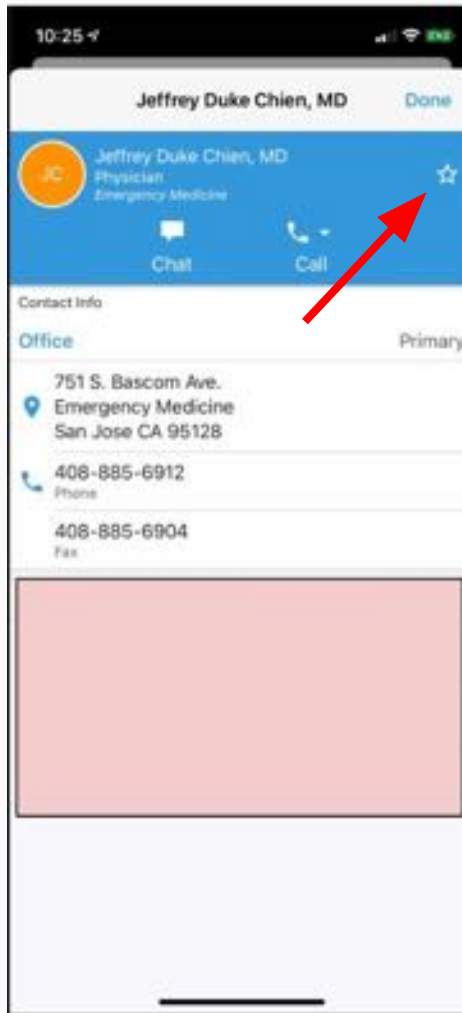 10:25
Jeffrey Duke Chien, MD
Done
JC
Jeffrey Duke Chien, MD
Physician
Emergency Medicine
Chat
Call
Contact Info
Office
Primary
751 S. Bascom Ave.
Emergency Medicine
San Jose CA 95128
408-885-6912
Phone
408-885-6904
Fax